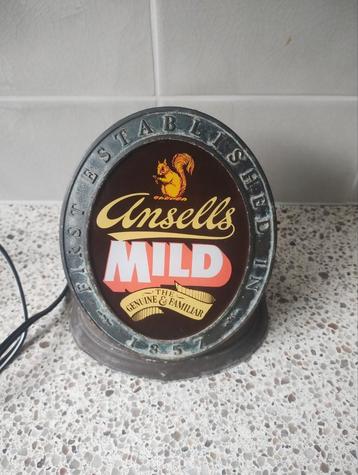 FIRST ESTABLISHED IN
Ansells
MILD
THE
GENUINE & FAMILIAR
1857